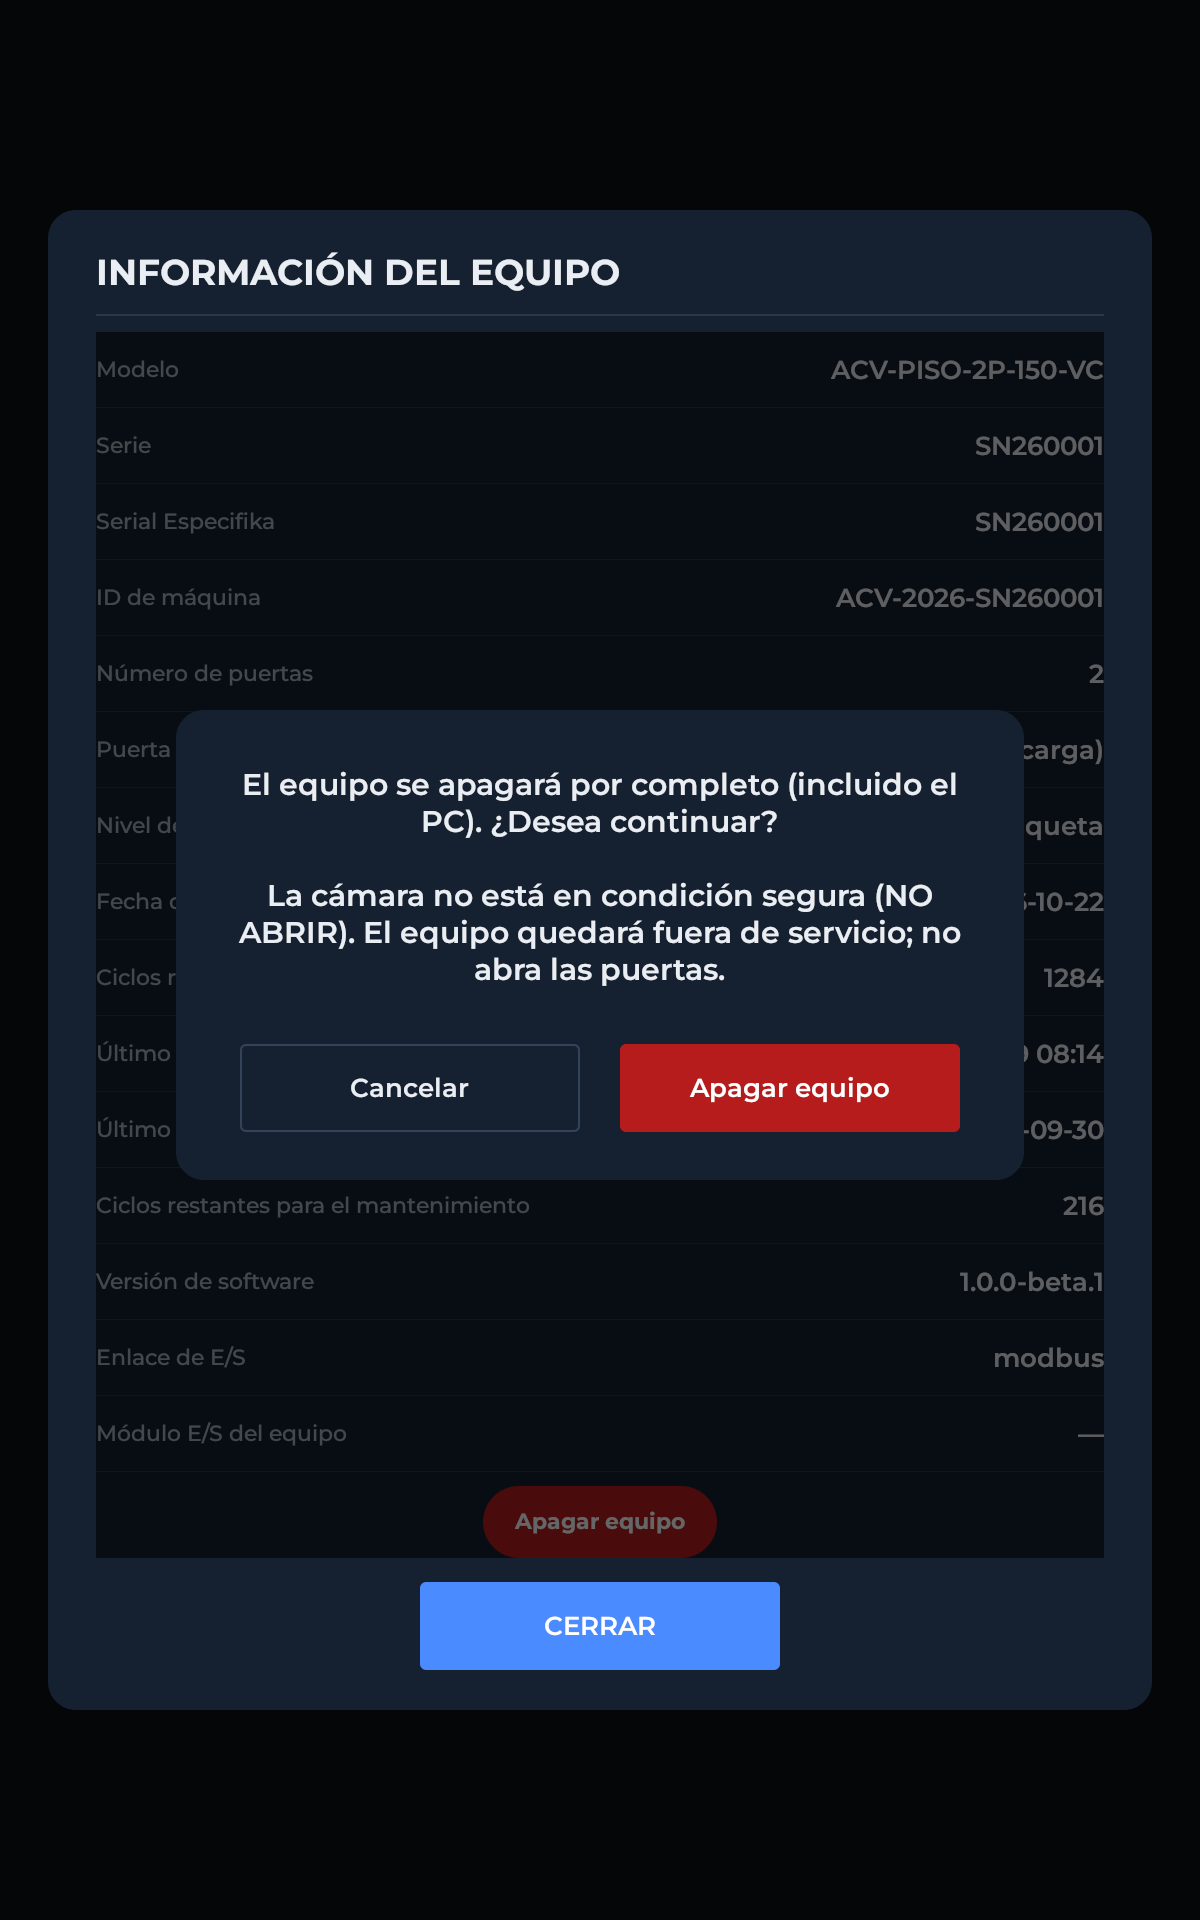 INFORMACIÓN DEL EQUIPO
Modelo ACV-PISO-2P-150-VC
Serie SN260001
Serial Especifika SN260001
ID de máquina ACV-2026-SN260001
Número de puertas 2
Puerta carga)
Nivel queta
Fecha -10-22
Ciclos 1284
Último 08:14
Último -09-30
El equipo se apagará por completo (incluido el
PC). ¿Desea continuar?
La cámara no está en condición segura (NO
ABRIR). El equipo quedará fuera de servicio; no
abra las puertas.
Cancelar Apagar equipo
Ciclos restantes para el mantenimiento 216
Versión de software 1.0.0-beta.1
Enlace de E/S modbus
Módulo E/S del equipo —
Apagar equipo
CERRAR